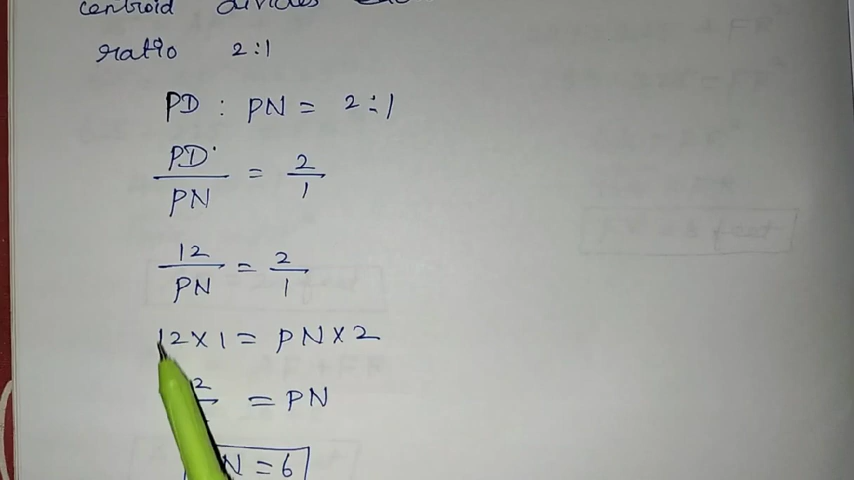 centroid divides
ratio 2:1
PD : PN = 2:1
PD/PN = 2/1
12/PN = 2/1
12 × 1 = PN × 2
= PN
N = 6